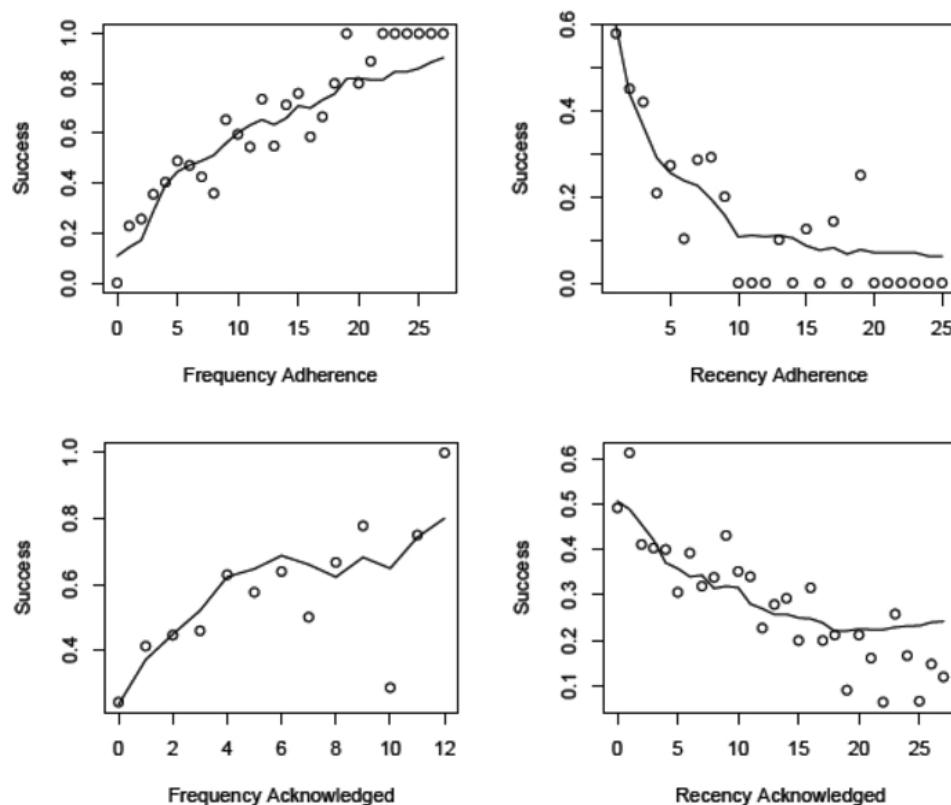 Success
0.0 0.2 0.4 0.6 0.8 1.0
0 5 10 15 20 25
Frequency Adherence
Success
0.0 0.2 0.4 0.6
5 10 15 20 25
Recency Adherence
Success
0.4 0.6 0.8 1.0
0 2 4 6 8 10 12
Frequency Acknowledged
Success
0.1 0.2 0.3 0.4 0.5 0.6
0 5 10 15 20 25
Recency Acknowledged